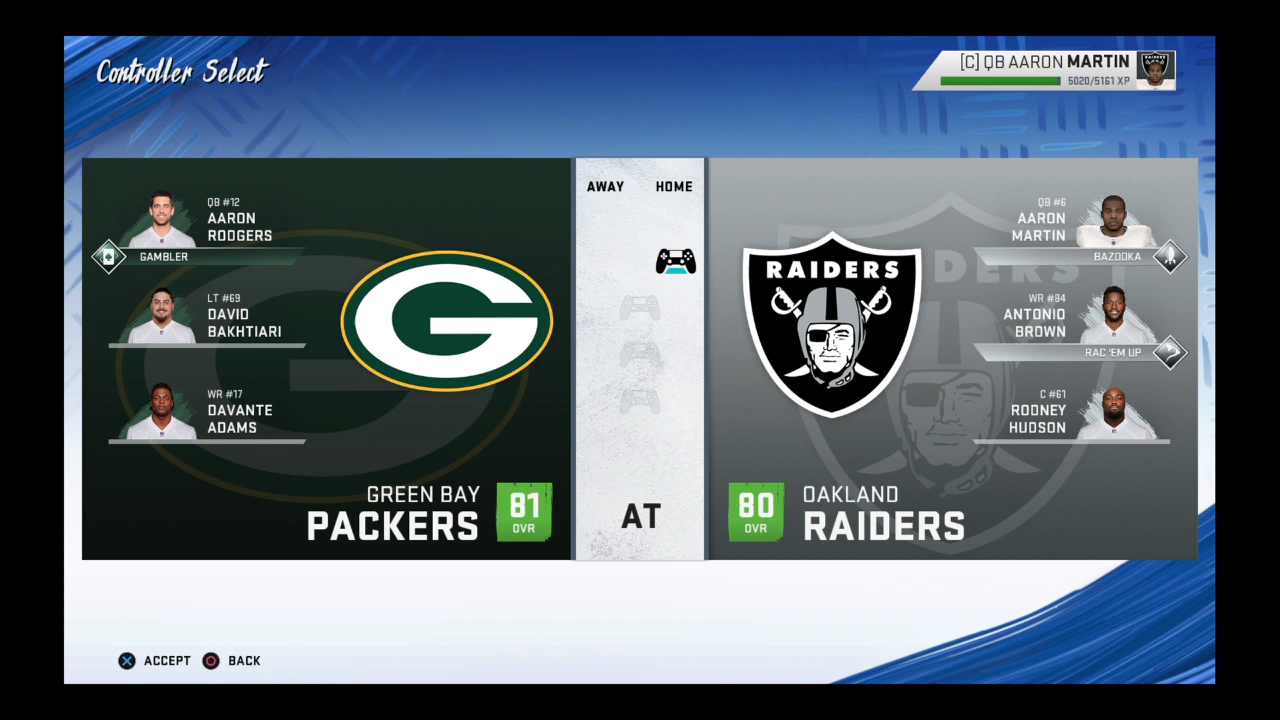 Controller Select
[C] QB AARON MARTIN
5020/5161 XP
AWAY HOME
QB #12
AARON
RODGERS
GAMBLER
LT #69
DAVID
BAKHTIARI
WR #17
DAVANTE
ADAMS
GREEN BAY
PACKERS
81
OVR
G
AT
RAIDERS
QB #6
AARON
MARTIN
BAZOOKA
WR #84
ANTONIO
BROWN
RAC 'EM UP
C #61
RODNEY
HUDSON
80
OVR
OAKLAND
RAIDERS
ACCEPT BACK